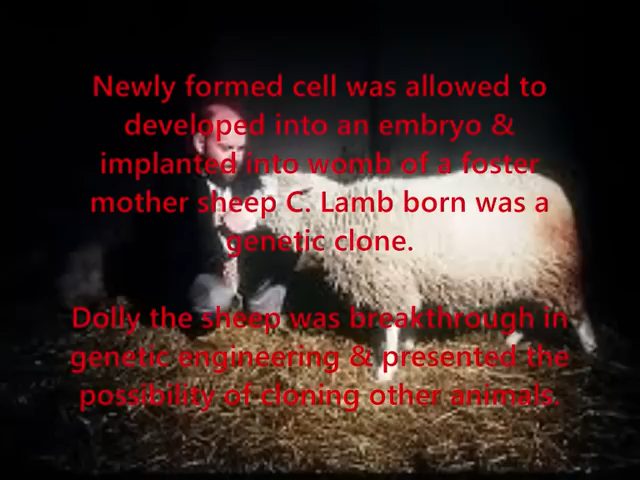 Newly formed cell was allowed to
developed into an embryo &
implanted into womb of a foster
mother sheep C. Lamb born was a
genetic clone.
Dolly the sheep was breakthrough in
genetic engineering & presented the
possibility of cloning other animals.